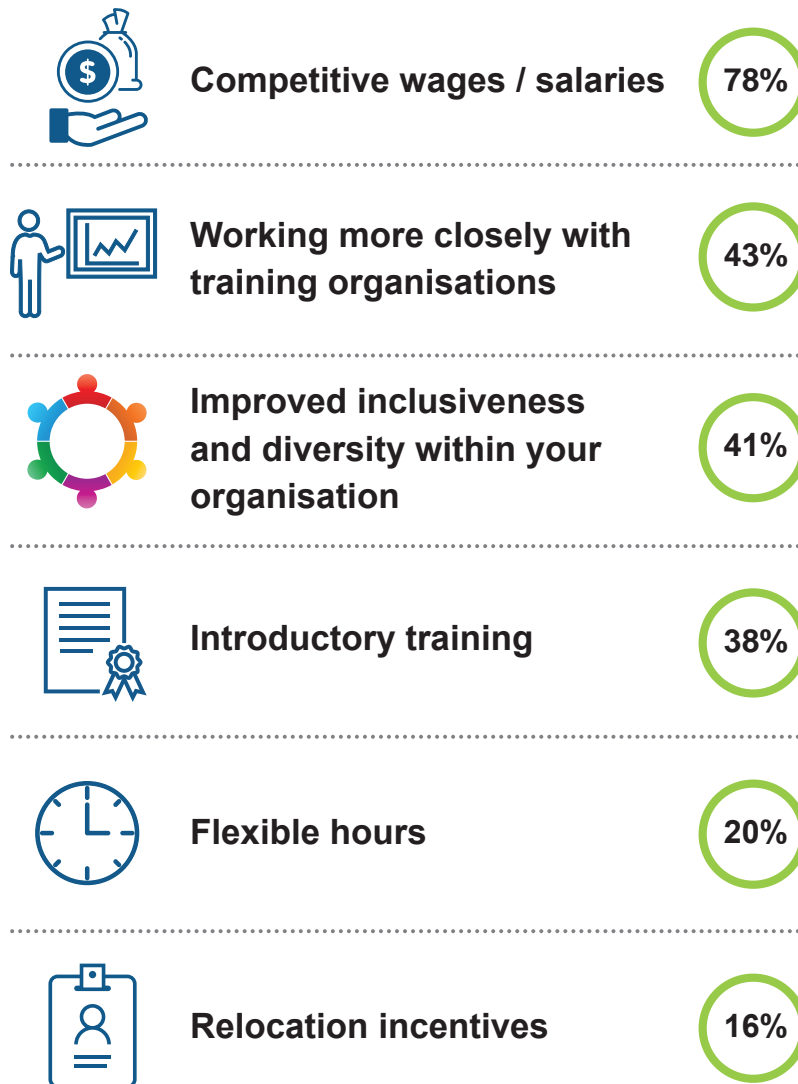 $
Competitive wages / salaries 78%
Working more closely with
training organisations
43%
Improved inclusiveness
and diversity within your
organisation
41%
Introductory training 38%
Flexible hours 20%
Relocation incentives 16%